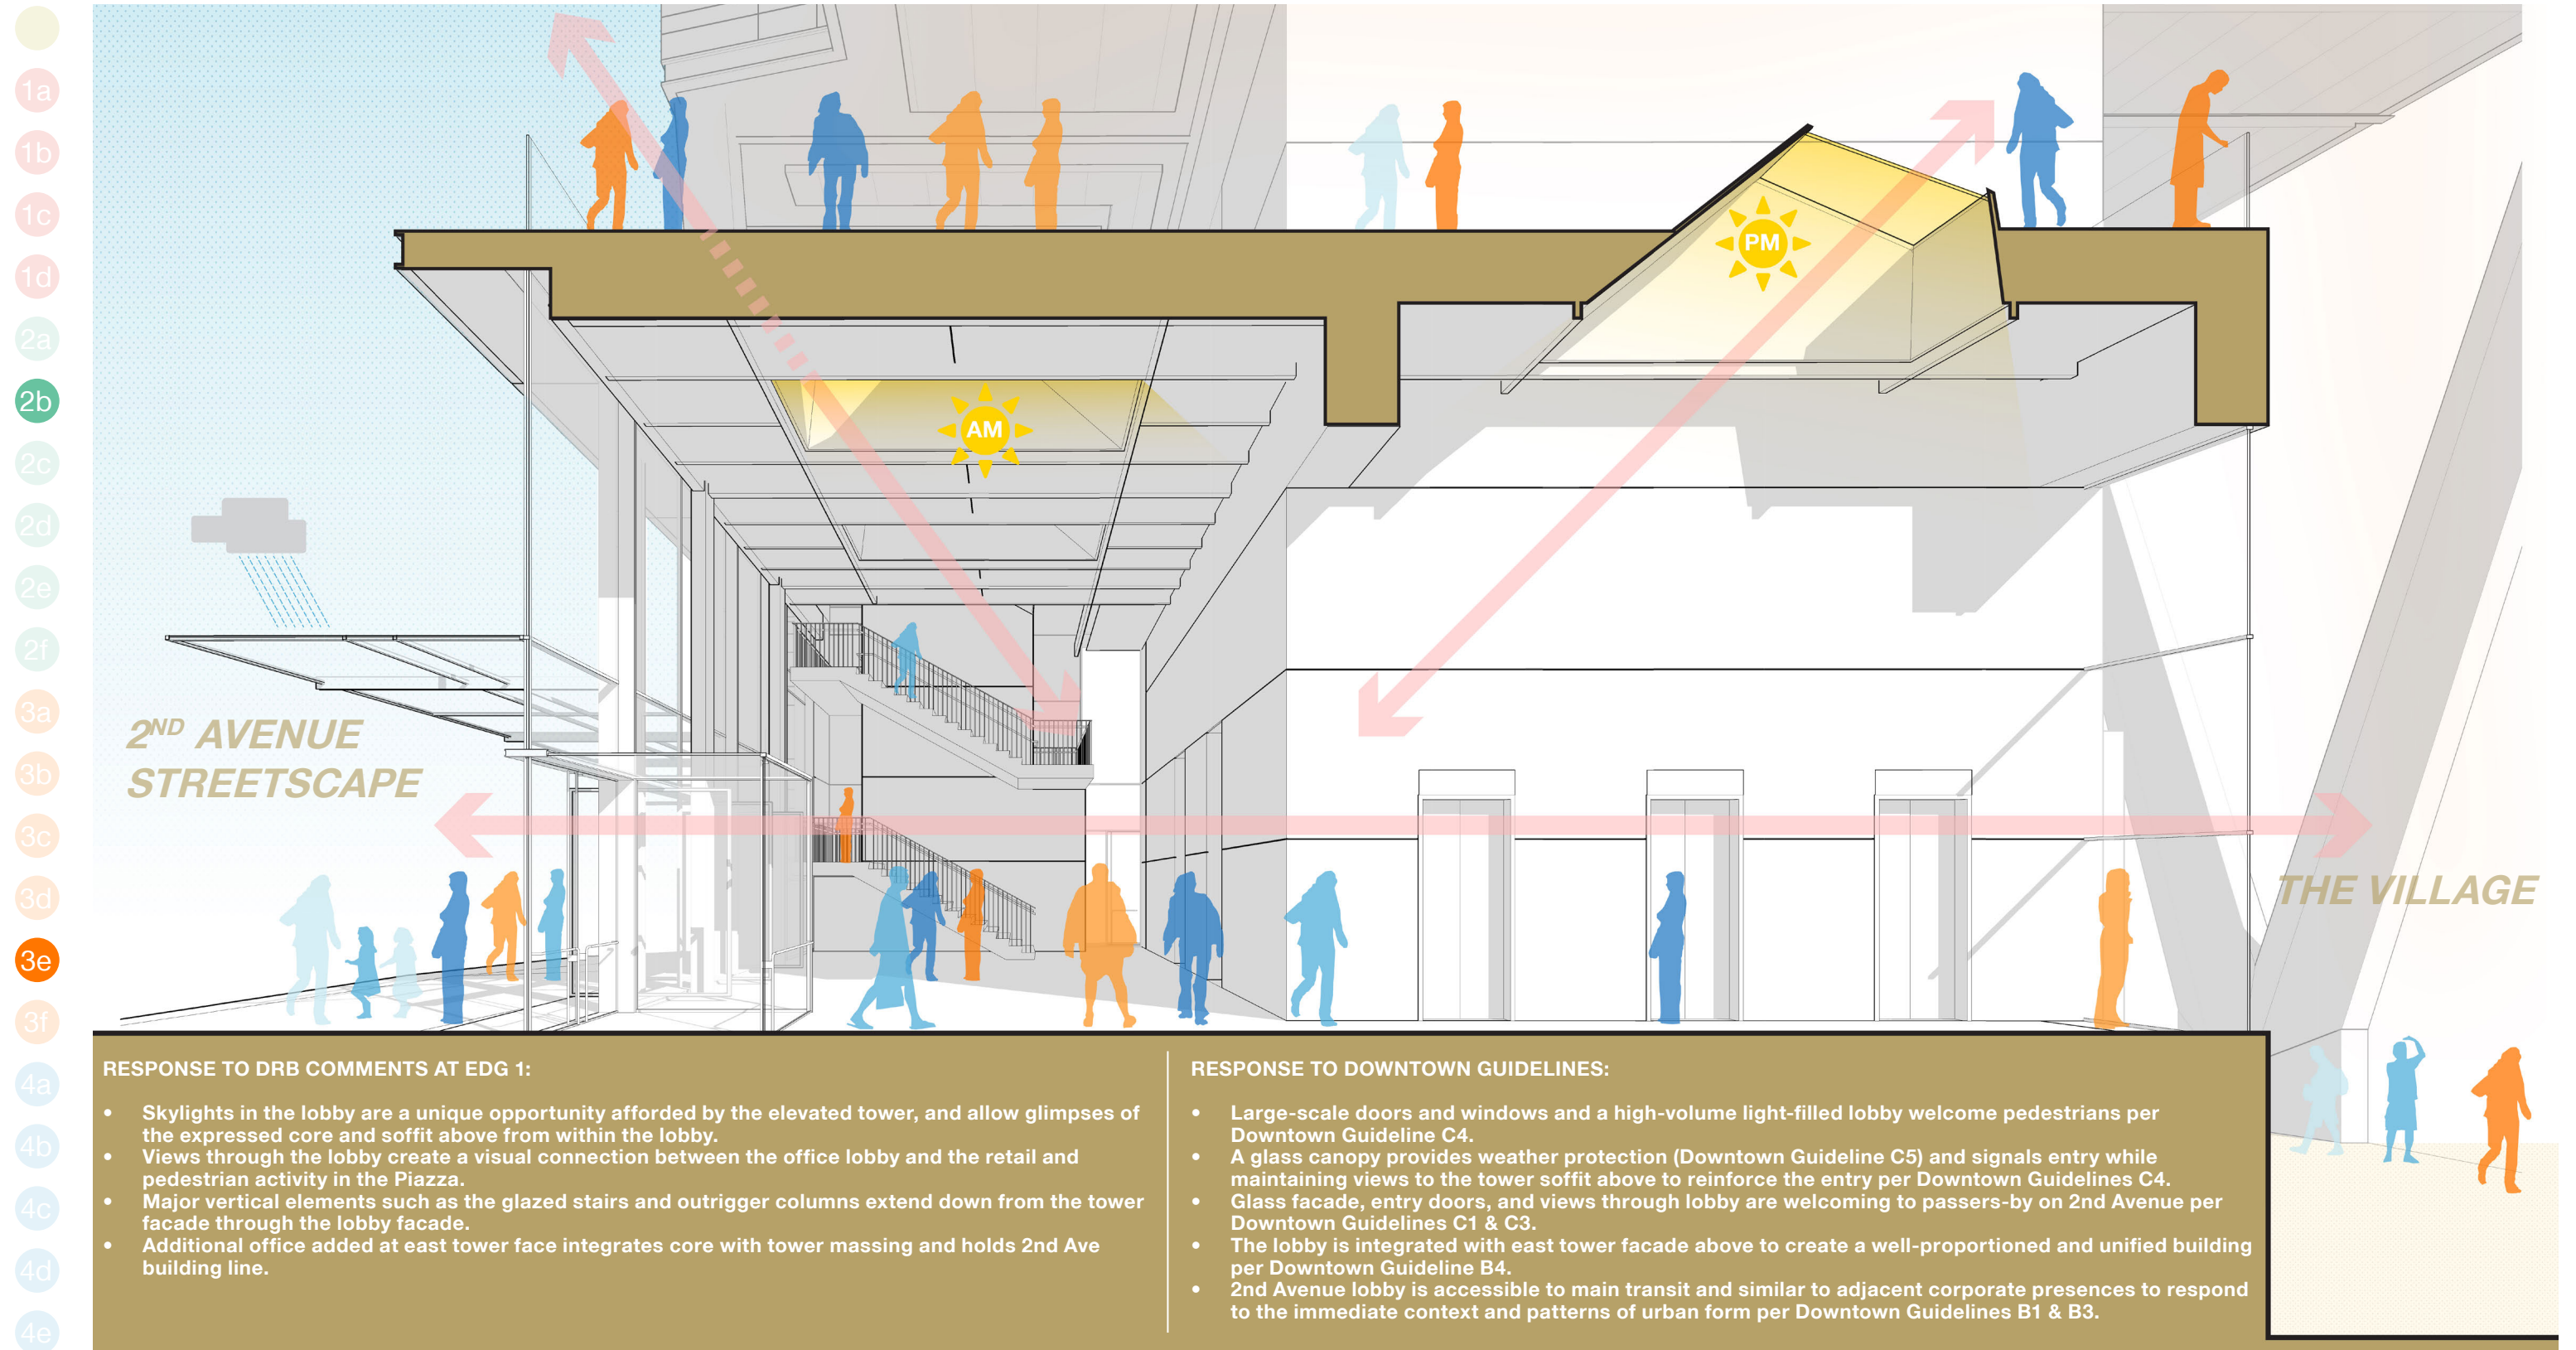 1a
1b
1c
1d
2a
2b
2c
2d
2e
2f
3a
3b
3c
3d
3e
3f
4a
4b
4c
4d
4e
PM
AM
2ND AVENUE
STREETSCAPE
THE VILLAGE
RESPONSE TO DRB COMMENTS AT EDG 1:
• Skylights in the lobby are a unique opportunity afforded by the elevated tower, and allow glimpses of
the expressed core and soffit above from within the lobby.
• Views through the lobby create a visual connection between the office lobby and the retail and
pedestrian activity in the Piazza.
• Major vertical elements such as the glazed stairs and outrigger columns extend down from the tower
facade through the lobby facade.
• Additional office added at east tower face integrates core with tower massing and holds 2nd Ave
building line.
RESPONSE TO DOWNTOWN GUIDELINES:
• Large-scale doors and windows and a high-volume light-filled lobby welcome pedestrians per
Downtown Guideline C4.
• A glass canopy provides weather protection (Downtown Guideline C5) and signals entry while
maintaining views to the tower soffit above to reinforce the entry per Downtown Guidelines C4.
• Glass facade, entry doors, and views through lobby are welcoming to passers-by on 2nd Avenue per
Downtown Guidelines C1 & C3.
• The lobby is integrated with east tower facade above to create a well-proportioned and unified building
per Downtown Guideline B4.
• 2nd Avenue lobby is accessible to main transit and similar to adjacent corporate presences to respond
to the immediate context and patterns of urban form per Downtown Guidelines B1 & B3.